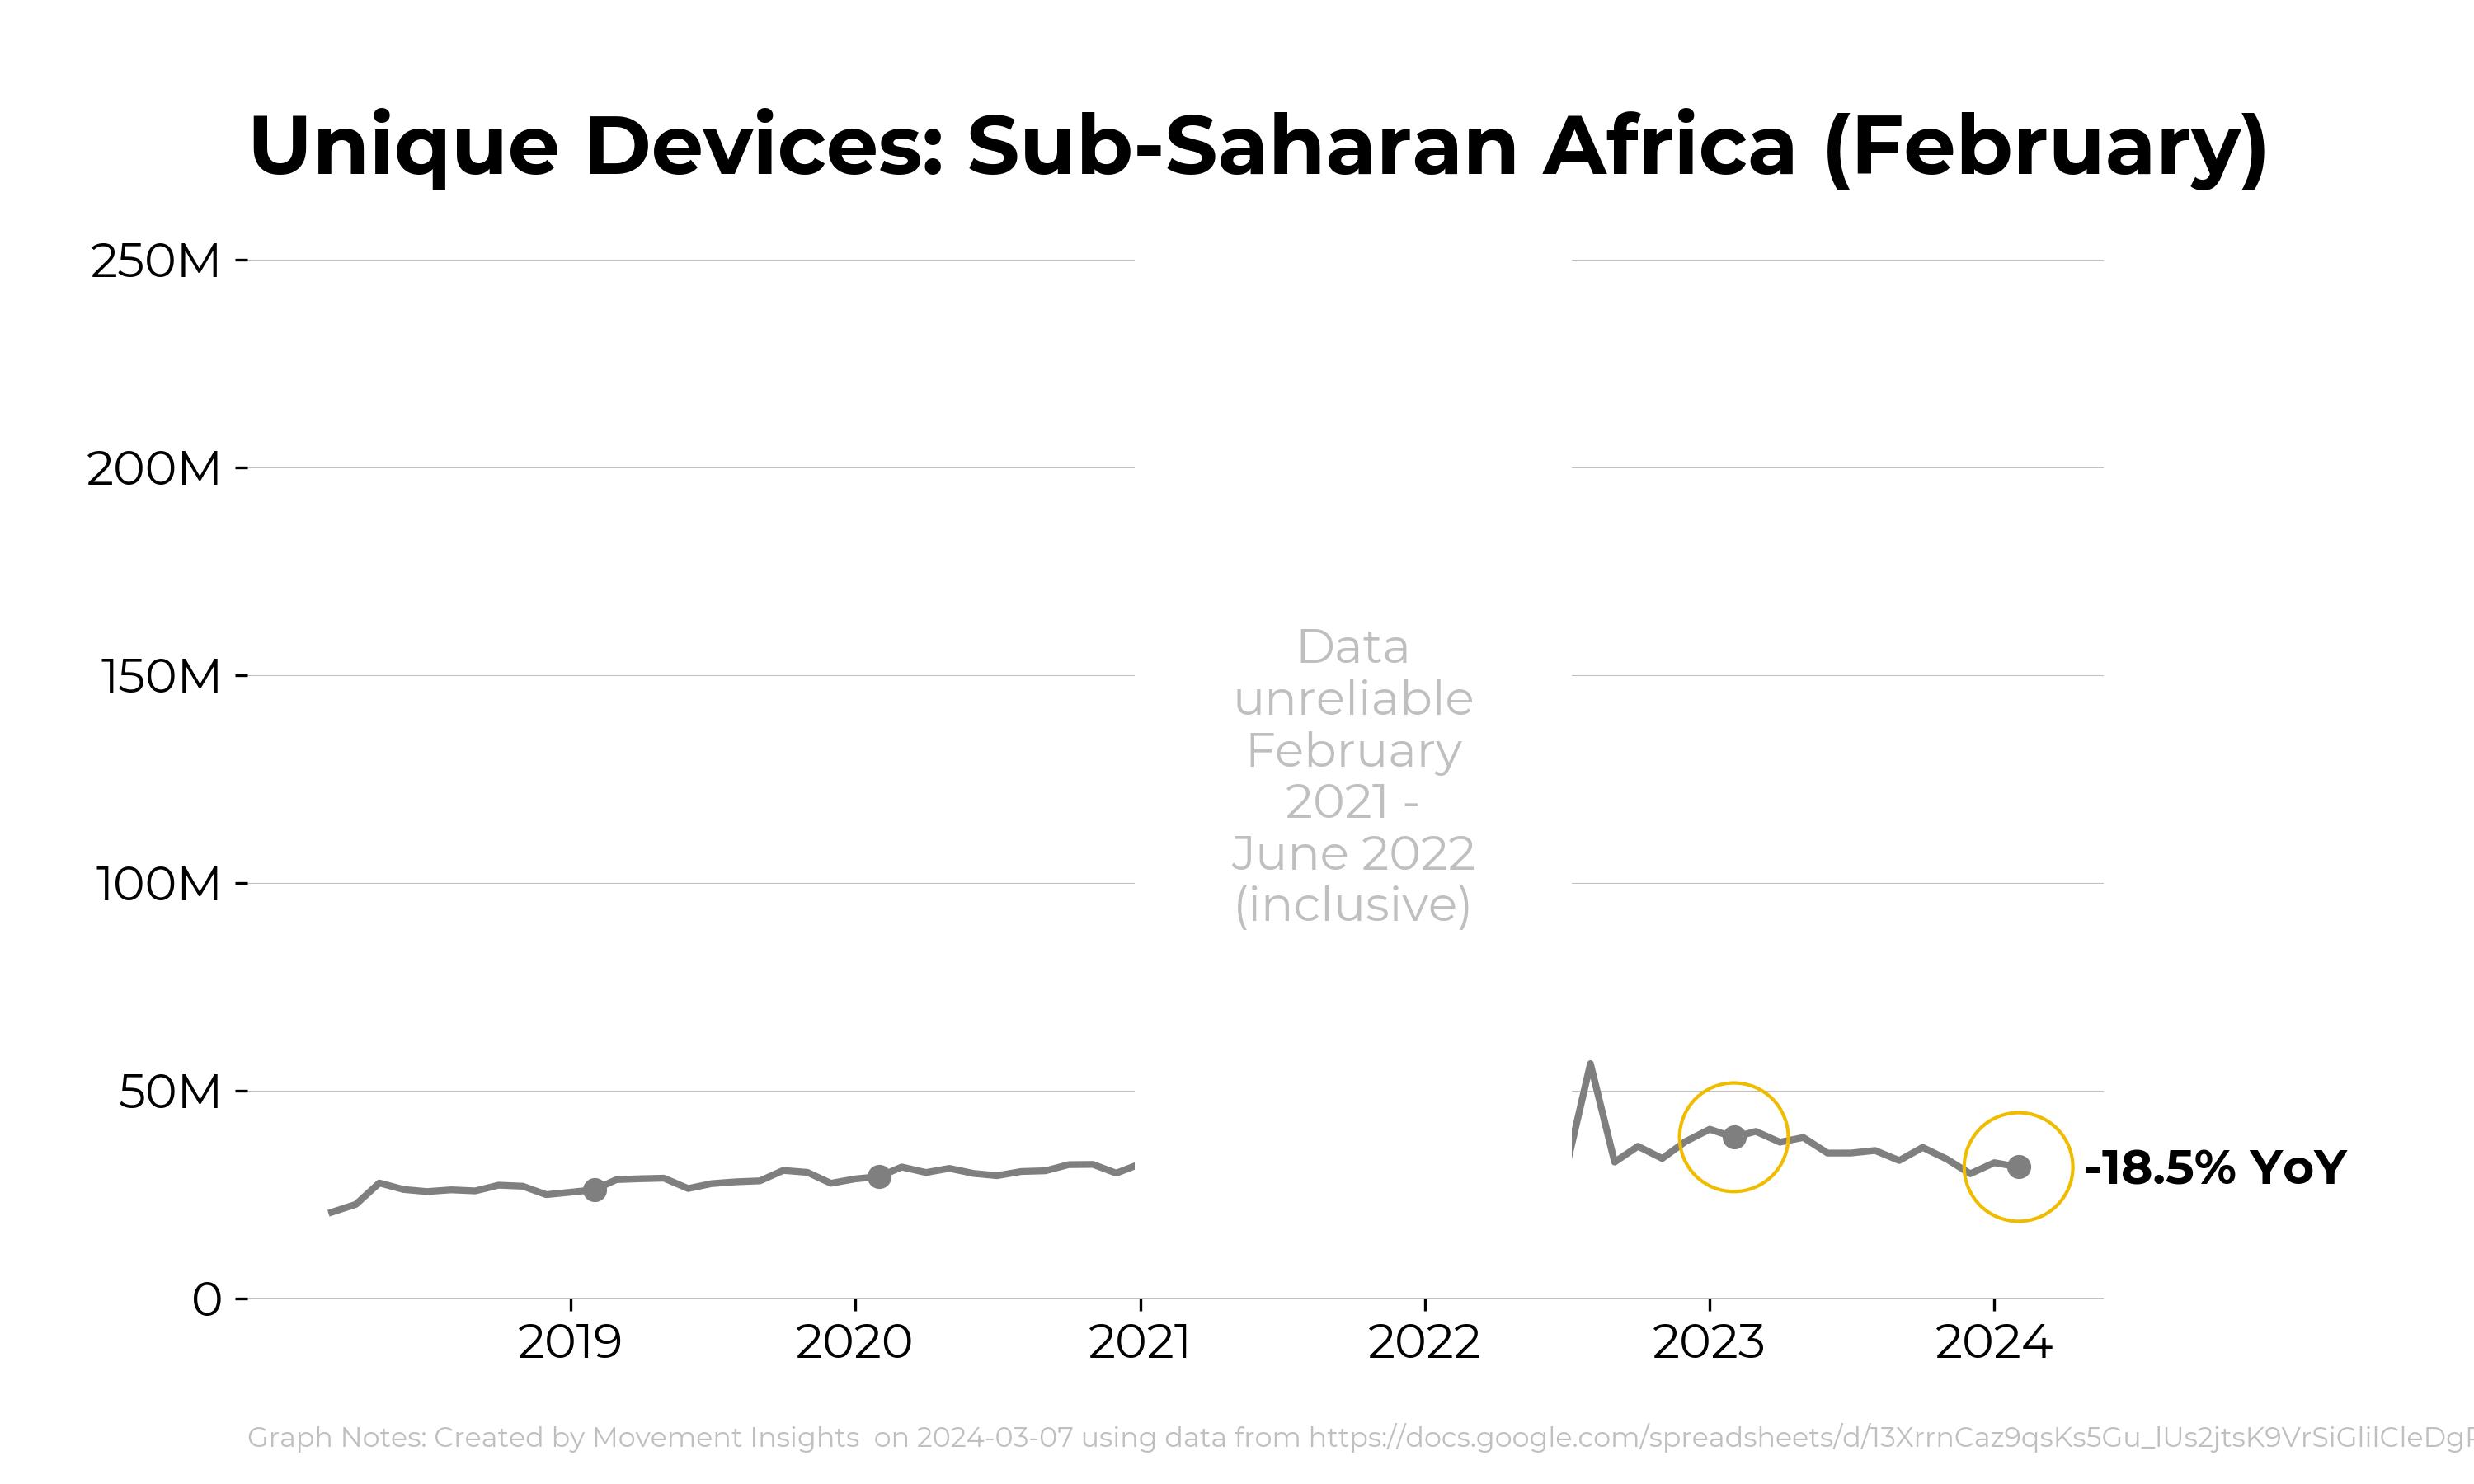 Unique Devices: Sub-Saharan Africa (February)
250M
200M
150M
100M
50M
0
Data
unreliable
February
2021 -
June 2022
(inclusive)
-18.5% YoY
2019
2020
2021
2022
2023
2024
Graph Notes: Created by Movement Insights on 2024-03-07 using data from